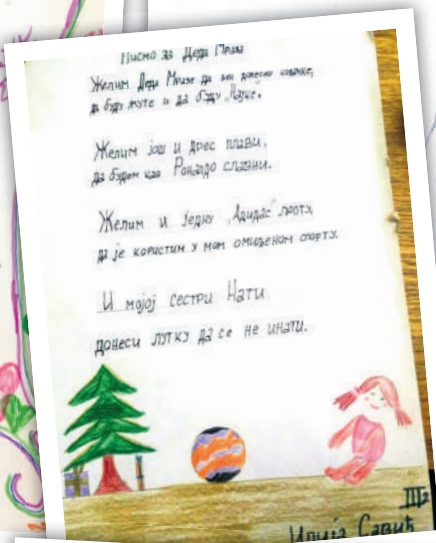 Писмо за Деда Мраза
Желим Деда Мразе да ми донесеш копачке,
да буду жуте и да буду „Најке“.
Желим још и дрес плави,
да будем као Роналдо славни.
Желим и једну „Адидас“ лопту,
да је користим у мом омиљеном спорту.
И мојој сестри Нати
донеси лутку да се не инати.
III2
Илија Савић